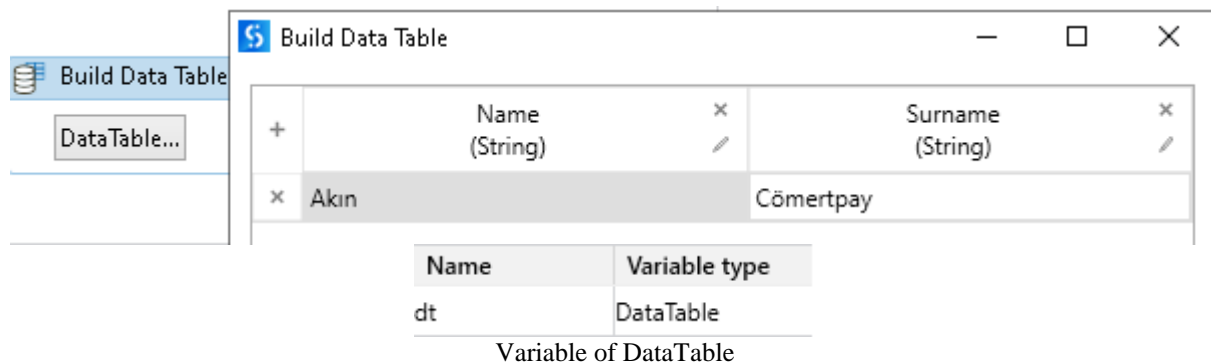 Build Data Table
Build Data Table
DataTable...
Name
(String)
Surname
(String)
Akın
Cömertpay
Name Variable type
dt DataTable
Variable of DataTable